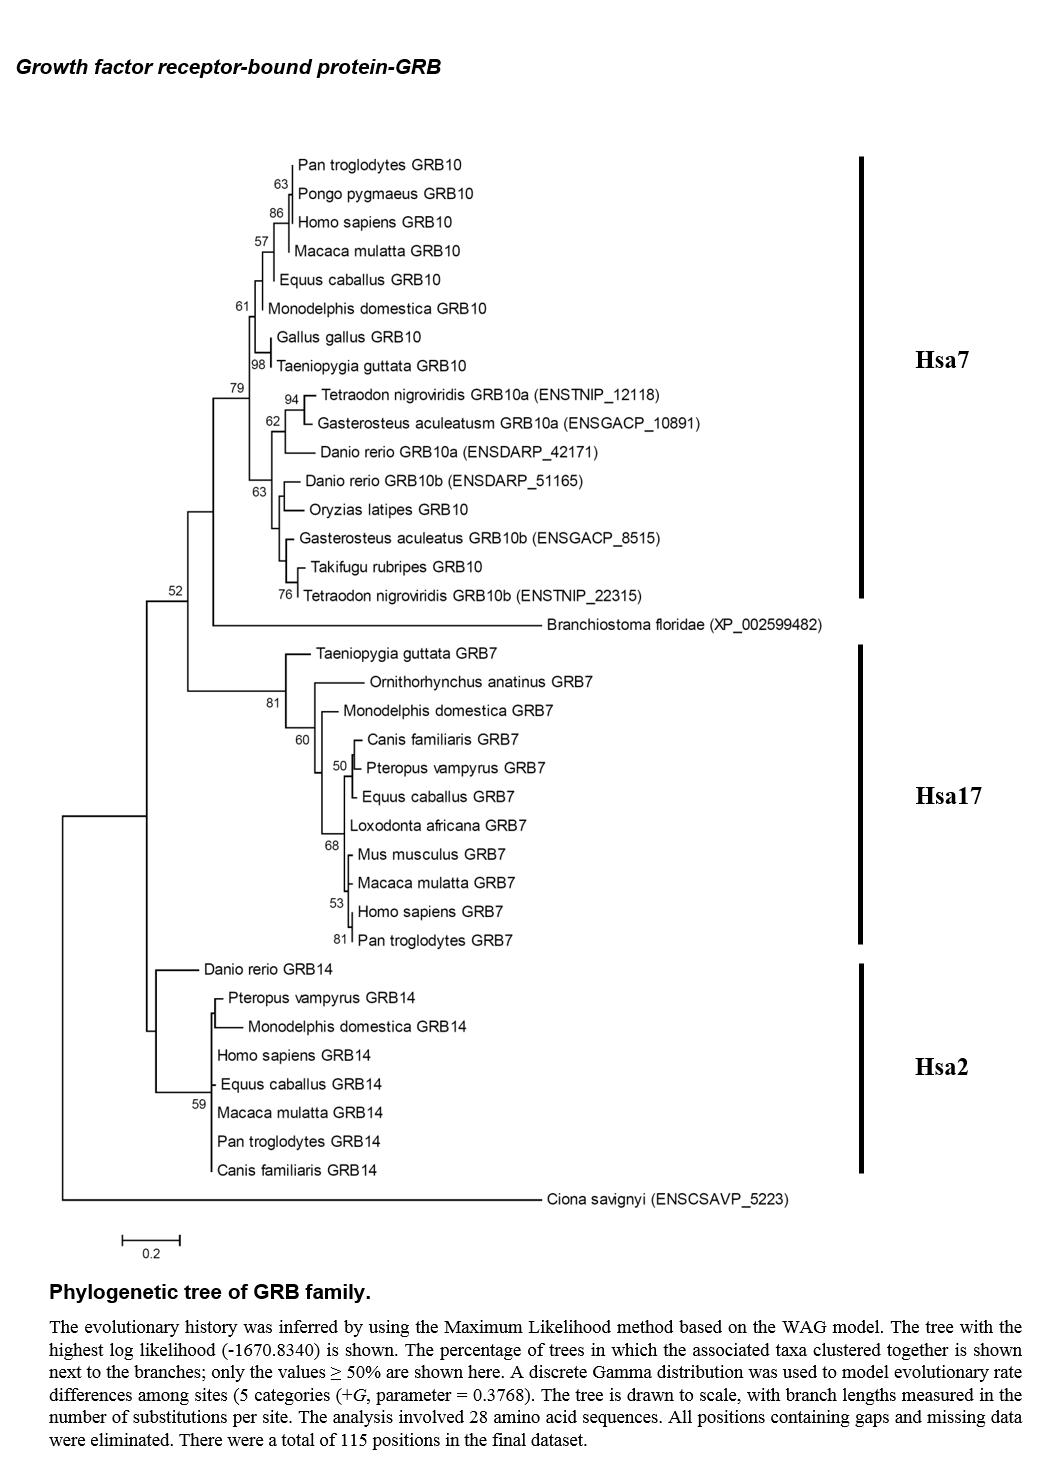 Growth factor receptor-bound protein-GRB
Pan troglodytes GRB10
63
Pongo pygmaeus GRB10
86
Homo sapiens GRB10
57
Macaca mulatta GRB10
Equus caballus GRB10
61
Monodelphis domestica GRB10
Gallus gallus GRB10
98
Taeniopygia guttata GRB10
Hsa7
79
94
Tetraodon nigroviridis GRB10a (ENSTNIP_12118)
62
Gasterosteus aculeatusm GRB10a (ENSGACP_10891)
Danio rerio GRB10a (ENSDARP_42171)
63
Danio rerio GRB10b (ENSDARP_51165)
Oryzias latipes GRB10
Gasterosteus aculeatus GRB10b (ENSGACP_8515)
Takifugu rubripes GRB10
76
Tetraodon nigroviridis GRB10b (ENSTNIP_22315)
52
Branchiostoma floridae (XP_002599482)
Taeniopygia guttata GRB7
81
Ornithorhynchus anatinus GRB7
60
Monodelphis domestica GRB7
Canis familiaris GRB7
50
Pteropus vampyrus GRB7
Equus caballus GRB7
Hsa17
Loxodonta africana GRB7
68
Mus musculus GRB7
Macaca mulatta GRB7
53
Homo sapiens GRB7
81
Pan troglodytes GRB7
Danio rerio GRB14
Pteropus vampyrus GRB14
Monodelphis domestica GRB14
Homo sapiens GRB14
Hsa2
Equus caballus GRB14
59
Macaca mulatta GRB14
Pan troglodytes GRB14
Canis familiaris GRB14
Ciona savignyi (ENSCSAVP_5223)
0.2
Phylogenetic tree of GRB family.
The evolutionary history was inferred by using the Maximum Likelihood method based on the WAG model. The tree with the
highest log likelihood (-1670.8340) is shown. The percentage of trees in which the associated taxa clustered together is shown
next to the branches; only the values ≥ 50% are shown here. A discrete Gamma distribution was used to model evolutionary rate
differences among sites (5 categories (+G, parameter = 0.3768). The tree is drawn to scale, with branch lengths measured in the
number of substitutions per site. The analysis involved 28 amino acid sequences. All positions containing gaps and missing data
were eliminated. There were a total of 115 positions in the final dataset.